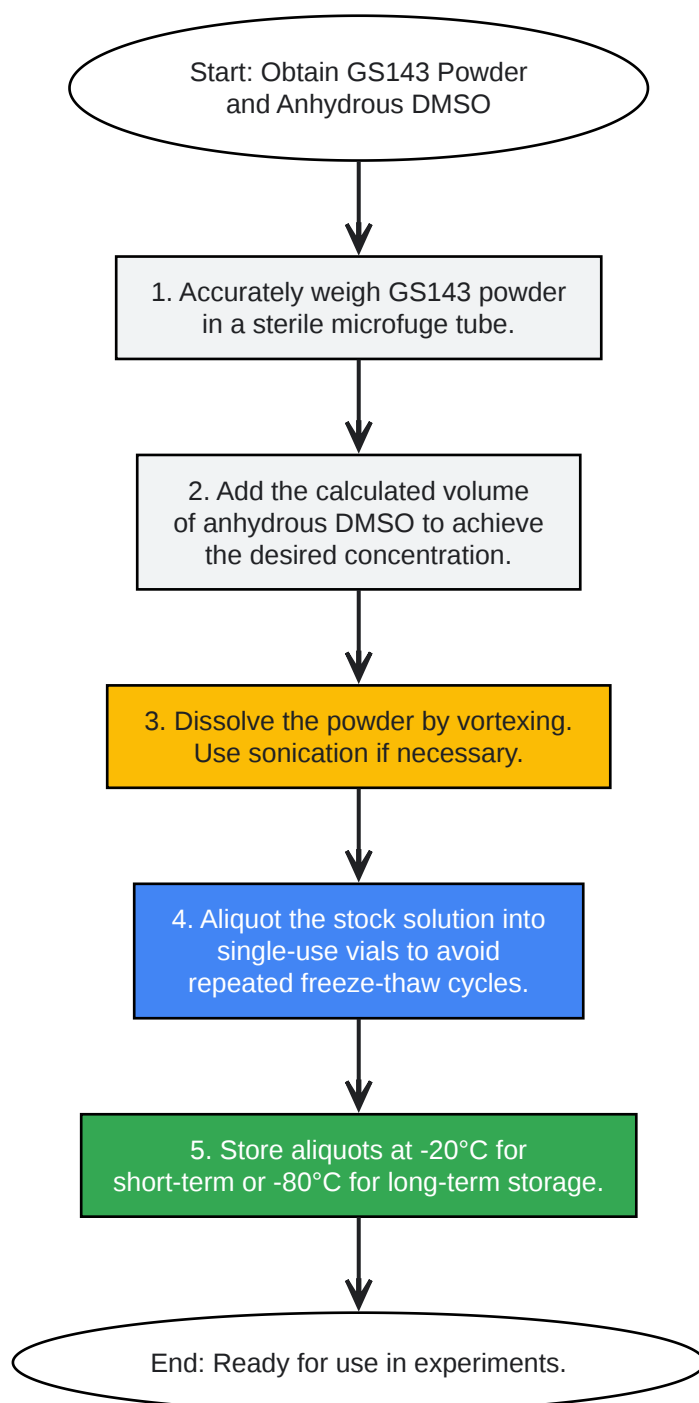 Start: Obtain GS143 Powder
and Anhydrous DMSO
1. Accurately weigh GS143 powder
in a sterile microfuge tube.
2. Add the calculated volume
of anhydrous DMSO to achieve
the desired concentration.
3. Dissolve the powder by vortexing.
Use sonication if necessary.
4. Aliquot the stock solution into
single-use vials to avoid
repeated freeze-thaw cycles.
5. Store aliquots at -20°C for
short-term or -80°C for long-term storage.
End: Ready for use in experiments.